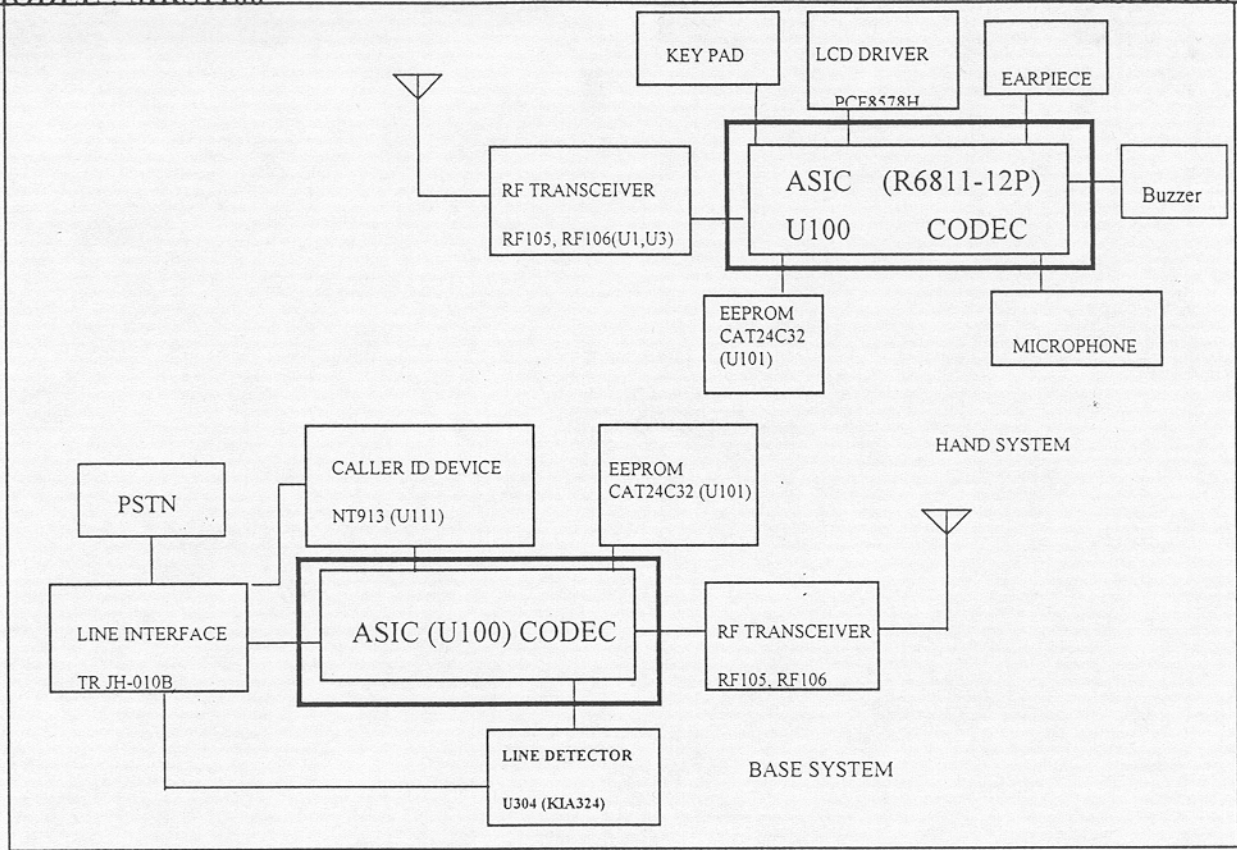 KEY PAD
LCD DRIVER
PCF8578H
EARPIECE
RF TRANSCEIVER
RF105, RF106(U1,U3)
ASIC (R6811-12P)
U100 CODEC
Buzzer
EEPROM
CAT24C32
(U101)
MICROPHONE
HAND SYSTEM
PSTN
CALLER ID DEVICE
NT913 (U111)
EEPROM
CAT24C32 (U101)
LINE INTERFACE
TR JH-010B
ASIC (U100) CODEC
RF TRANSCEIVER
RF105, RF106
LINE DETECTOR
U304 (KIA324)
BASE SYSTEM